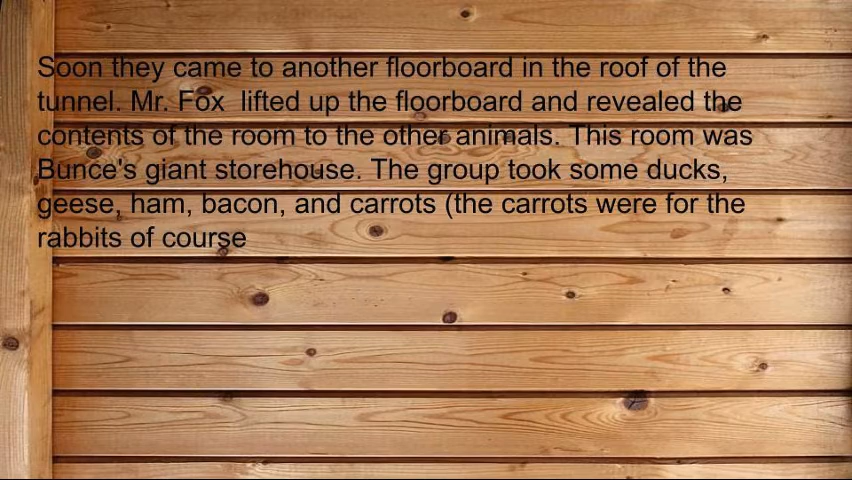 Soon they came to another floorboard in the roof of the
tunnel. Mr. Fox  lifted up the floorboard and revealed the
contents of the room to the other animals. This room was
Bunce's giant storehouse. The group took some ducks,
geese, ham, bacon, and carrots (the carrots were for the
rabbits of course